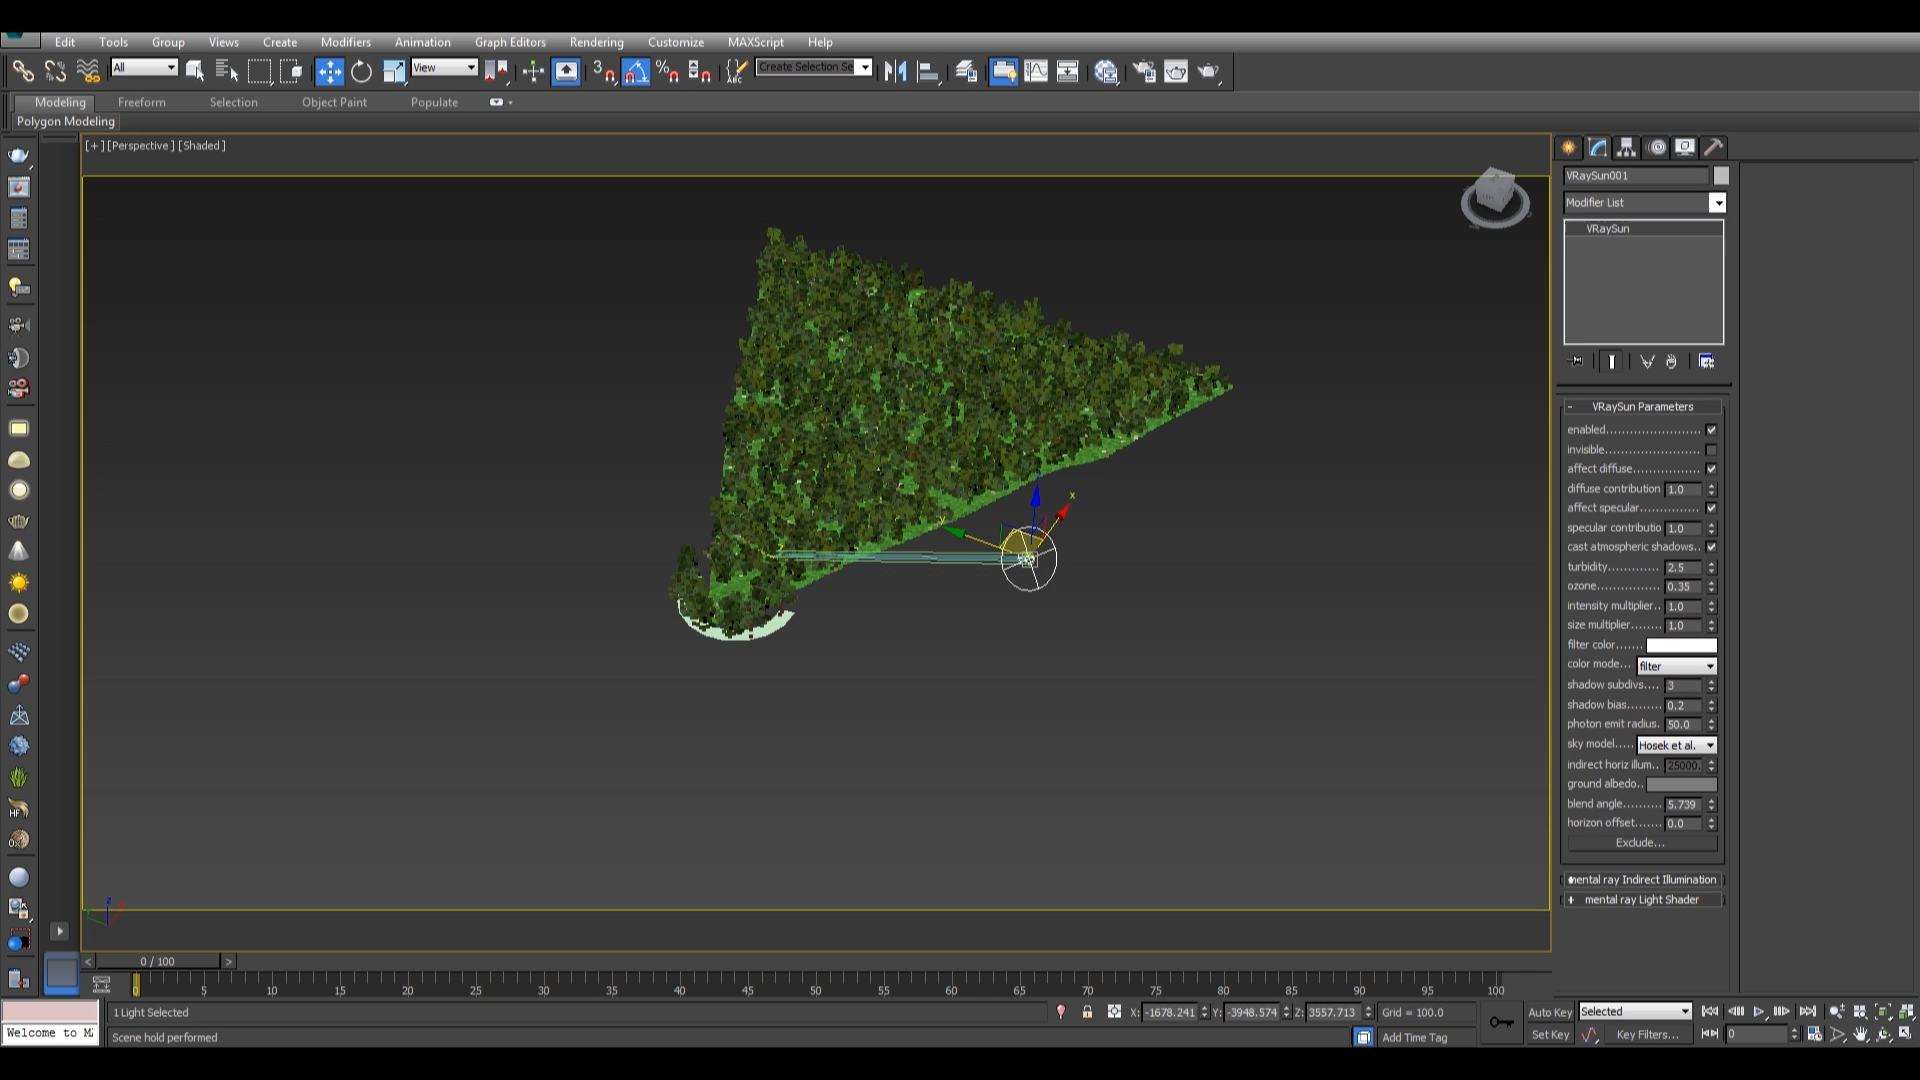 Edit Tools Group Views Create Modifiers Animation Graph Editors Rendering Customize MAXScript Help
All View 3 % ABC Create Selection Se
Modeling Freeform Selection Object Paint Populate
Polygon Modeling
[+] [Perspective] [Shaded]
VRaySun001
Modifier List
VRaySun
- VRaySun Parameters
enabled.......................
invisible.......................
affect diffuse.................
diffuse contribution 1.0
affect specular...............
specular contributio 1.0
cast atmospheric shadows..
turbidity............. 2.5
ozone................ 0.35
intensity multiplier.. 1.0
size multiplier........ 1.0
filter color.......
color mode... filter
shadow subdivs.... 3
shadow bias......... 0.2
photon emit radius. 50.0
sky model..... Hosek et al.
indirect horiz illum.. 25000.
ground albedo..
blend angle.......... 5.739
horizon offset....... 0.0
Exclude...
mental ray Indirect Illumination
+ mental ray Light Shader
x
y
z
HF
< 0 / 100 >
0 5 10 15 20 25 30 35 40 45 50 55 60 65 70 75 80 85 90 95 100
1 Light Selected X: -1678.241 Y: -3948.574 Z: 3557.713 Grid = 100.0 Auto Key Selected
Welcome to M Scene hold performed Add Time Tag Set Key Key Filters... 0